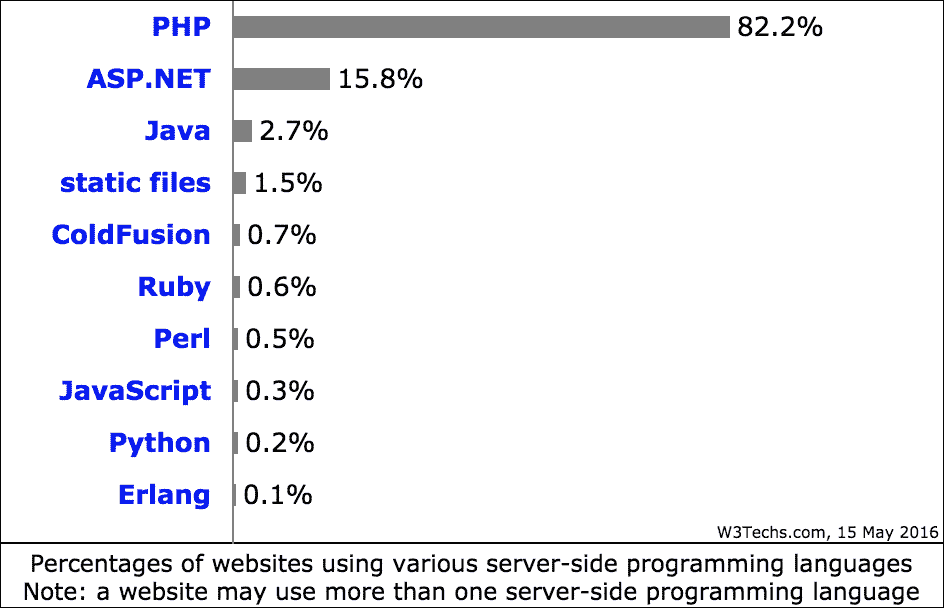 PHP 82.2%
ASP.NET 15.8%
Java 2.7%
static files 1.5%
ColdFusion 0.7%
Ruby 0.6%
Perl 0.5%
JavaScript 0.3%
Python 0.2%
Erlang 0.1%
W3Techs.com, 15 May 2016
Percentages of websites using various server-side programming languages
Note: a website may use more than one server-side programming language